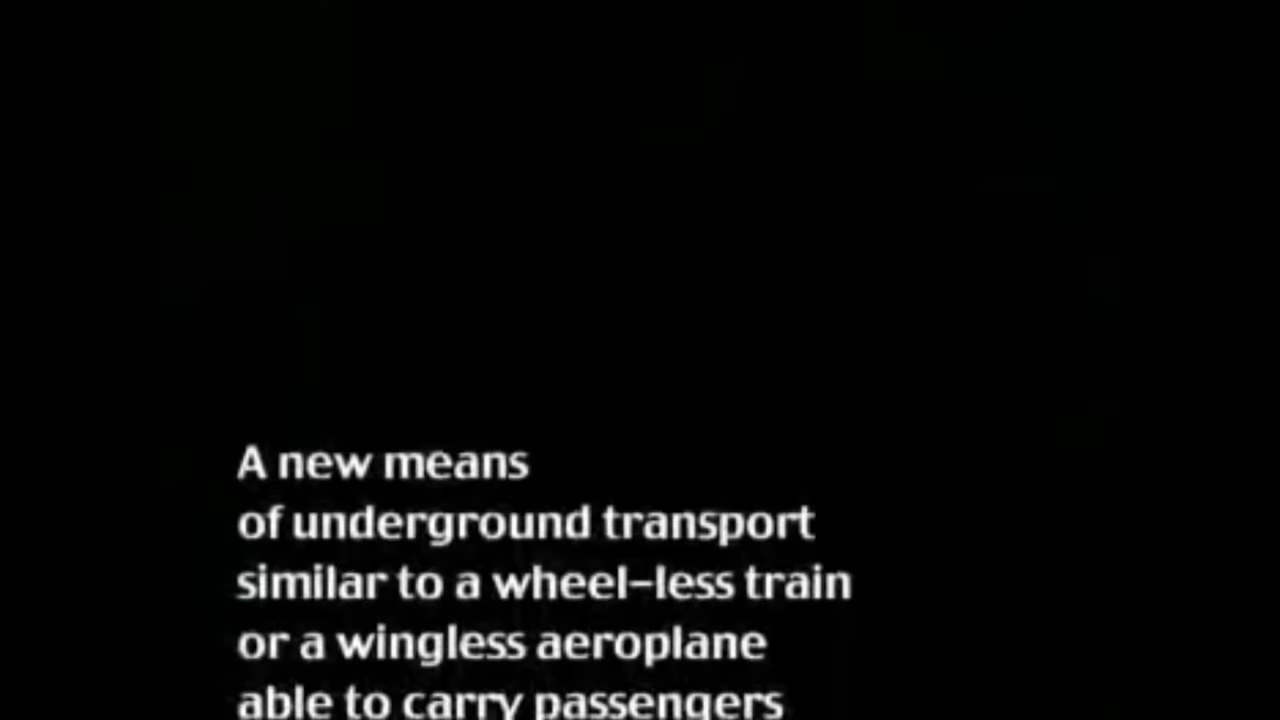 A new means
of underground transport
similar to a wheel-less train
or a wingless aeroplane
able to carry passengers